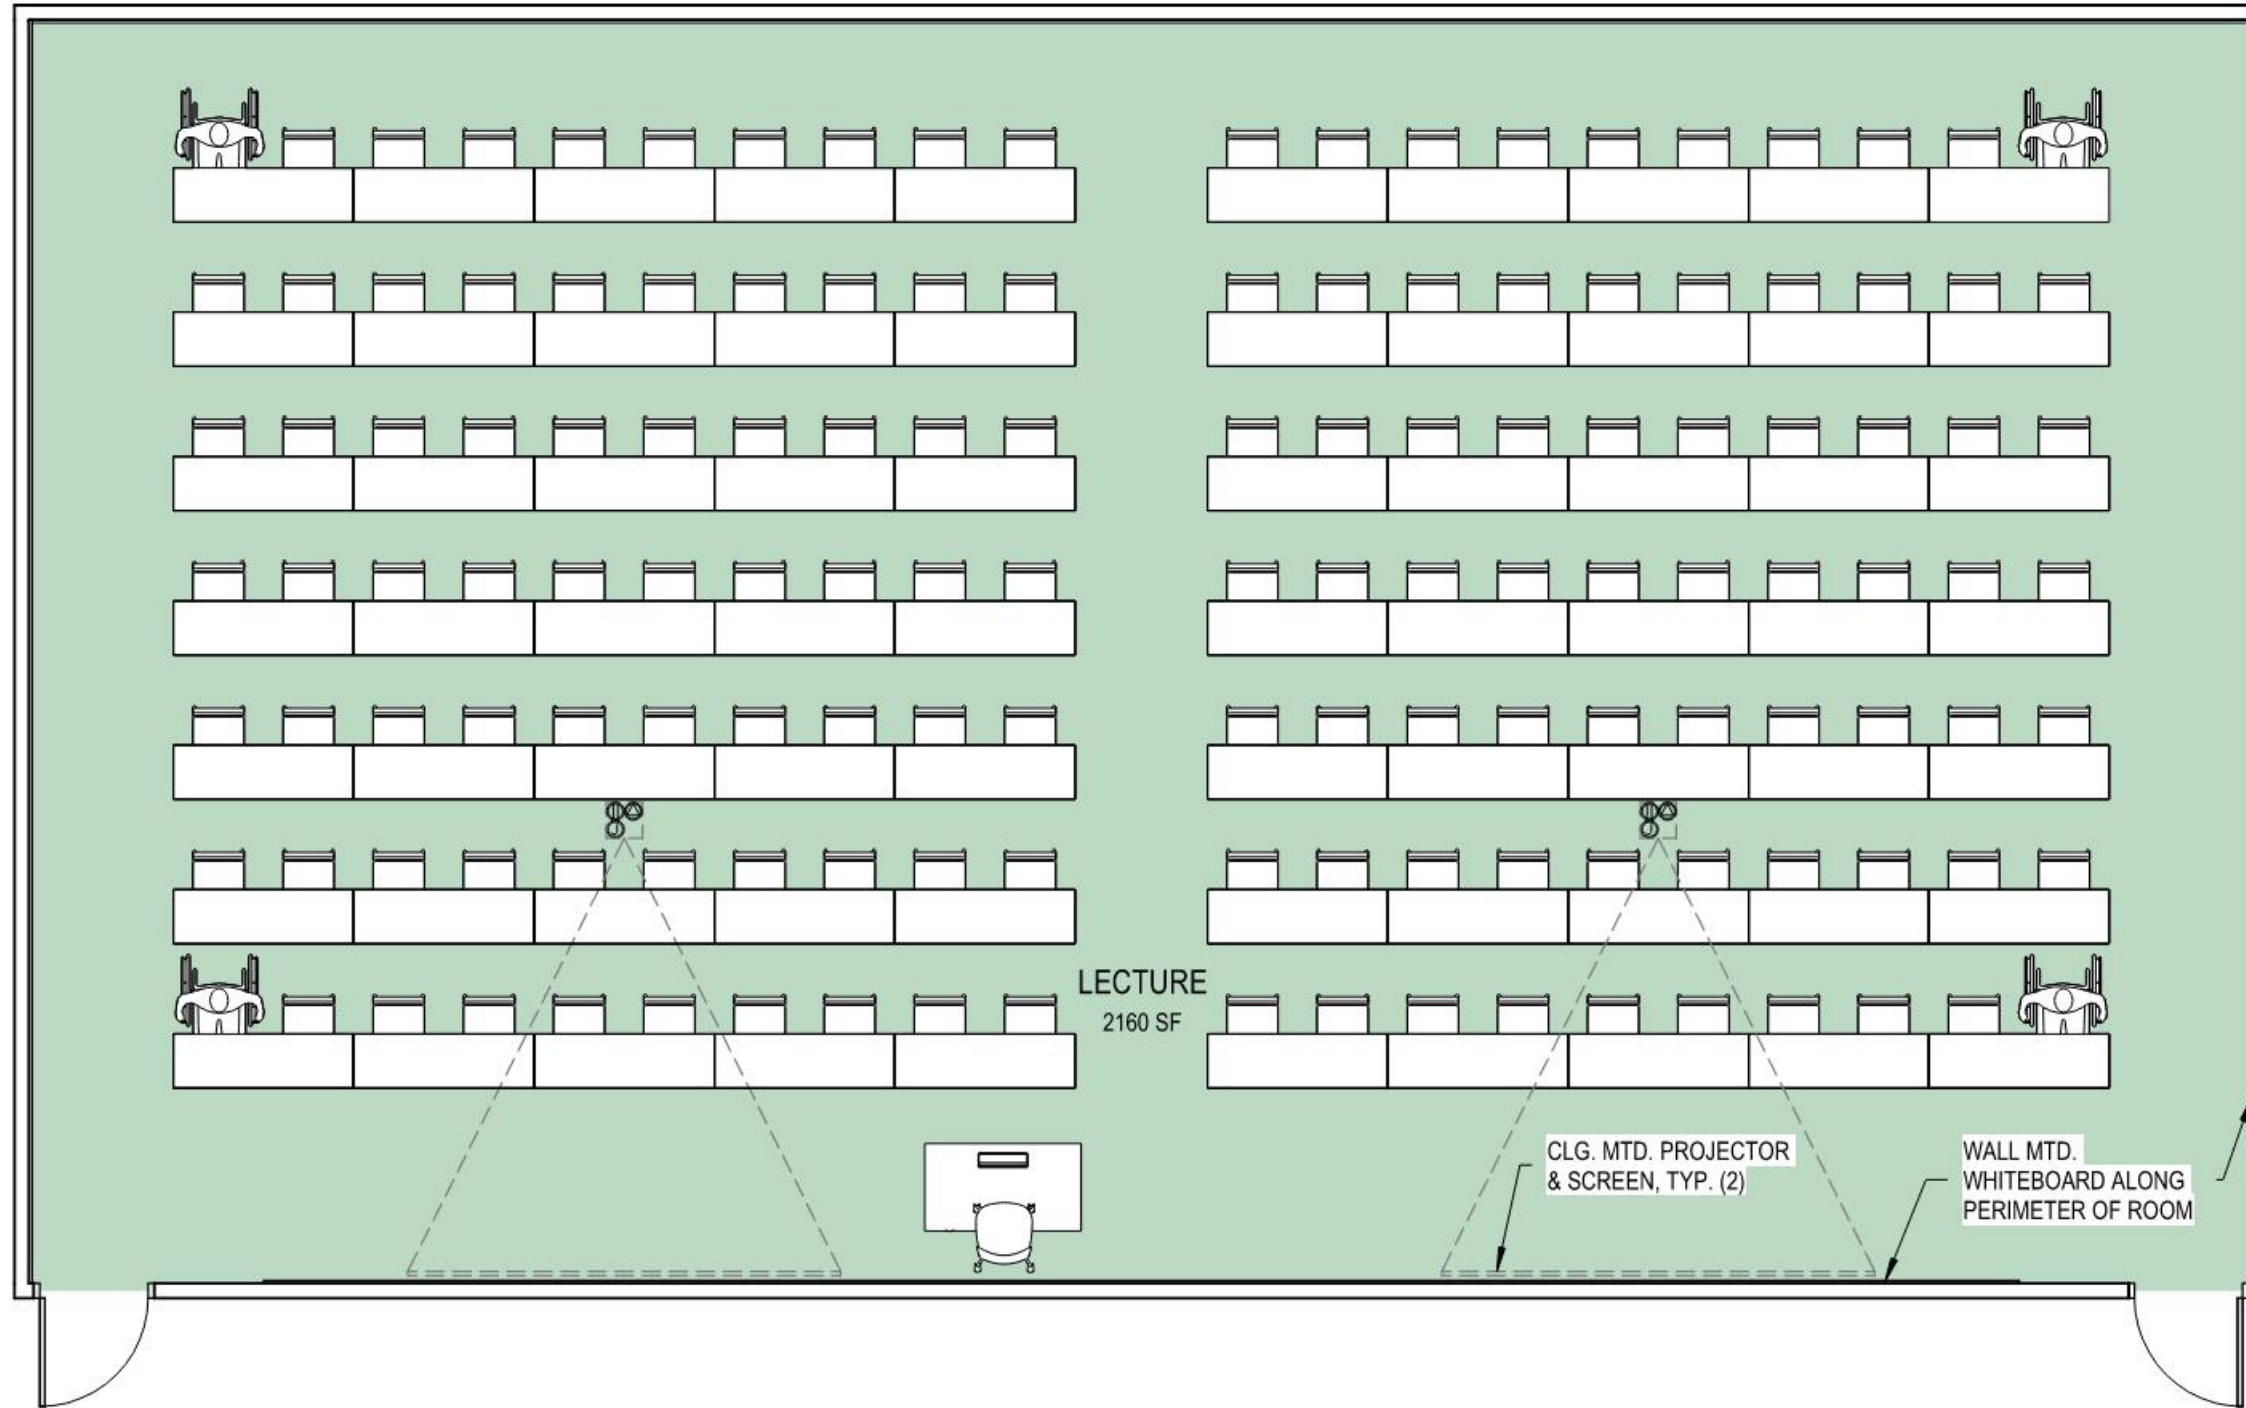 LECTURE
2160 SF
CLG. MTD. PROJECTOR
& SCREEN, TYP. (2)
WALL MTD.
WHITEBOARD ALONG
PERIMETER OF ROOM